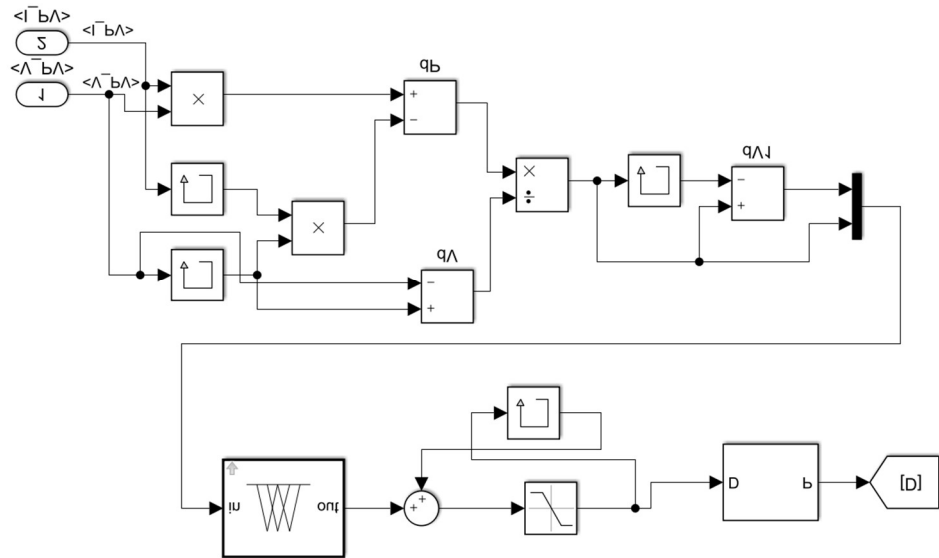 <I_PV>
2
<I_PV>
<V_PV>
1
<V_PV>
×
dP
+
−
×
dV
−
+
×
÷
dV1
−
+
in
out
+
+
D
P
[D]